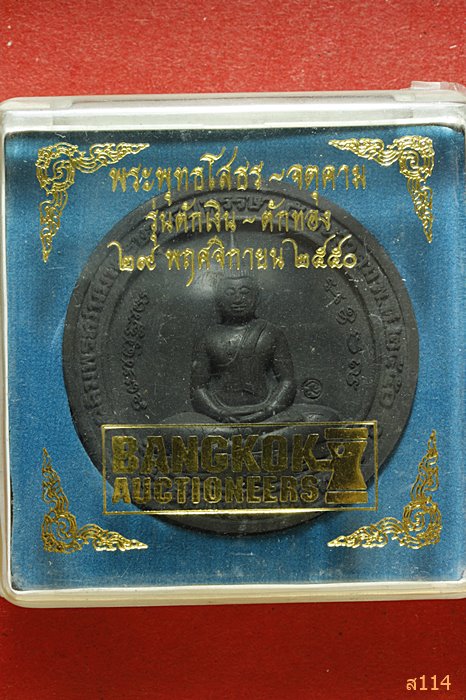 พระพุทธโสธร ~ จตุคาม
รุ่นตักเงิน ~ ตักทอง
๒๙ พฤศจิกายน ๒๕๕๐
BANGKOK
AUCTIONEERS
ส114